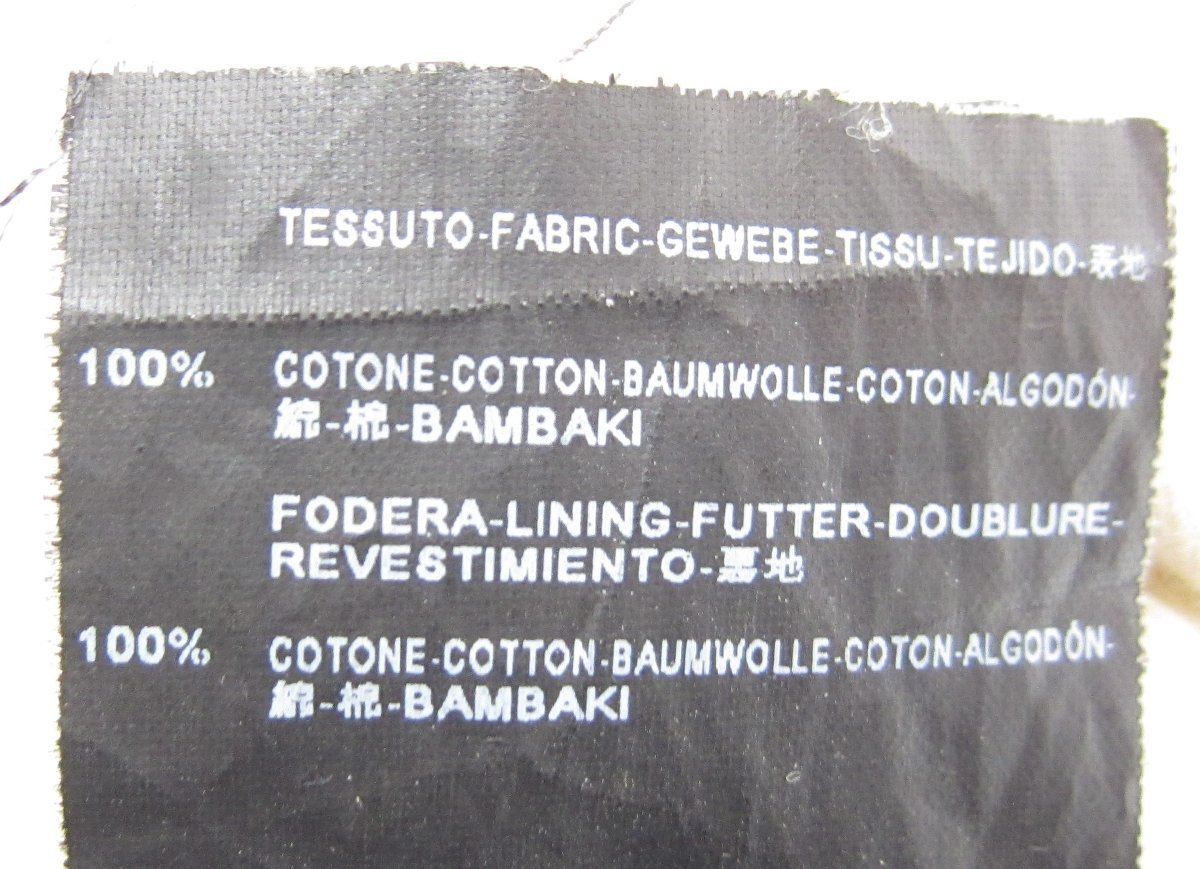 TESSUTO-FABRIC-GEWEBE-TISSU-TEJIDO-表地
100% COTONE-COTTON-BAUMWOLLE-COTON-ALGODÓN-
綿-棉-BAMBAKI
FODERA-LINING-FUTTER-DOUBLURE-
REVESTIMIENTO-裏地
100% COTONE-COTTON-BAUMWOLLE-COTON-ALGODÓN-
綿-棉-BAMBAKI